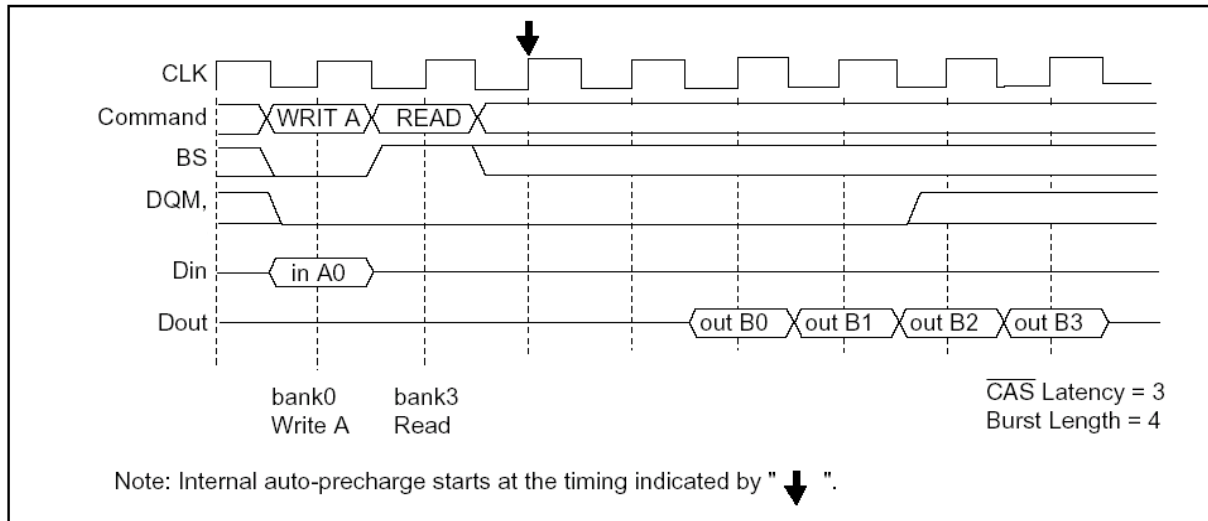 CLK
Command WRIT A READ
BS
DQM,
Din in A0
Dout out B0 out B1 out B2 out B3
bank0 bank3
Write A Read
CAS Latency = 3
Burst Length = 4
Note: Internal auto-precharge starts at the timing indicated by " ".